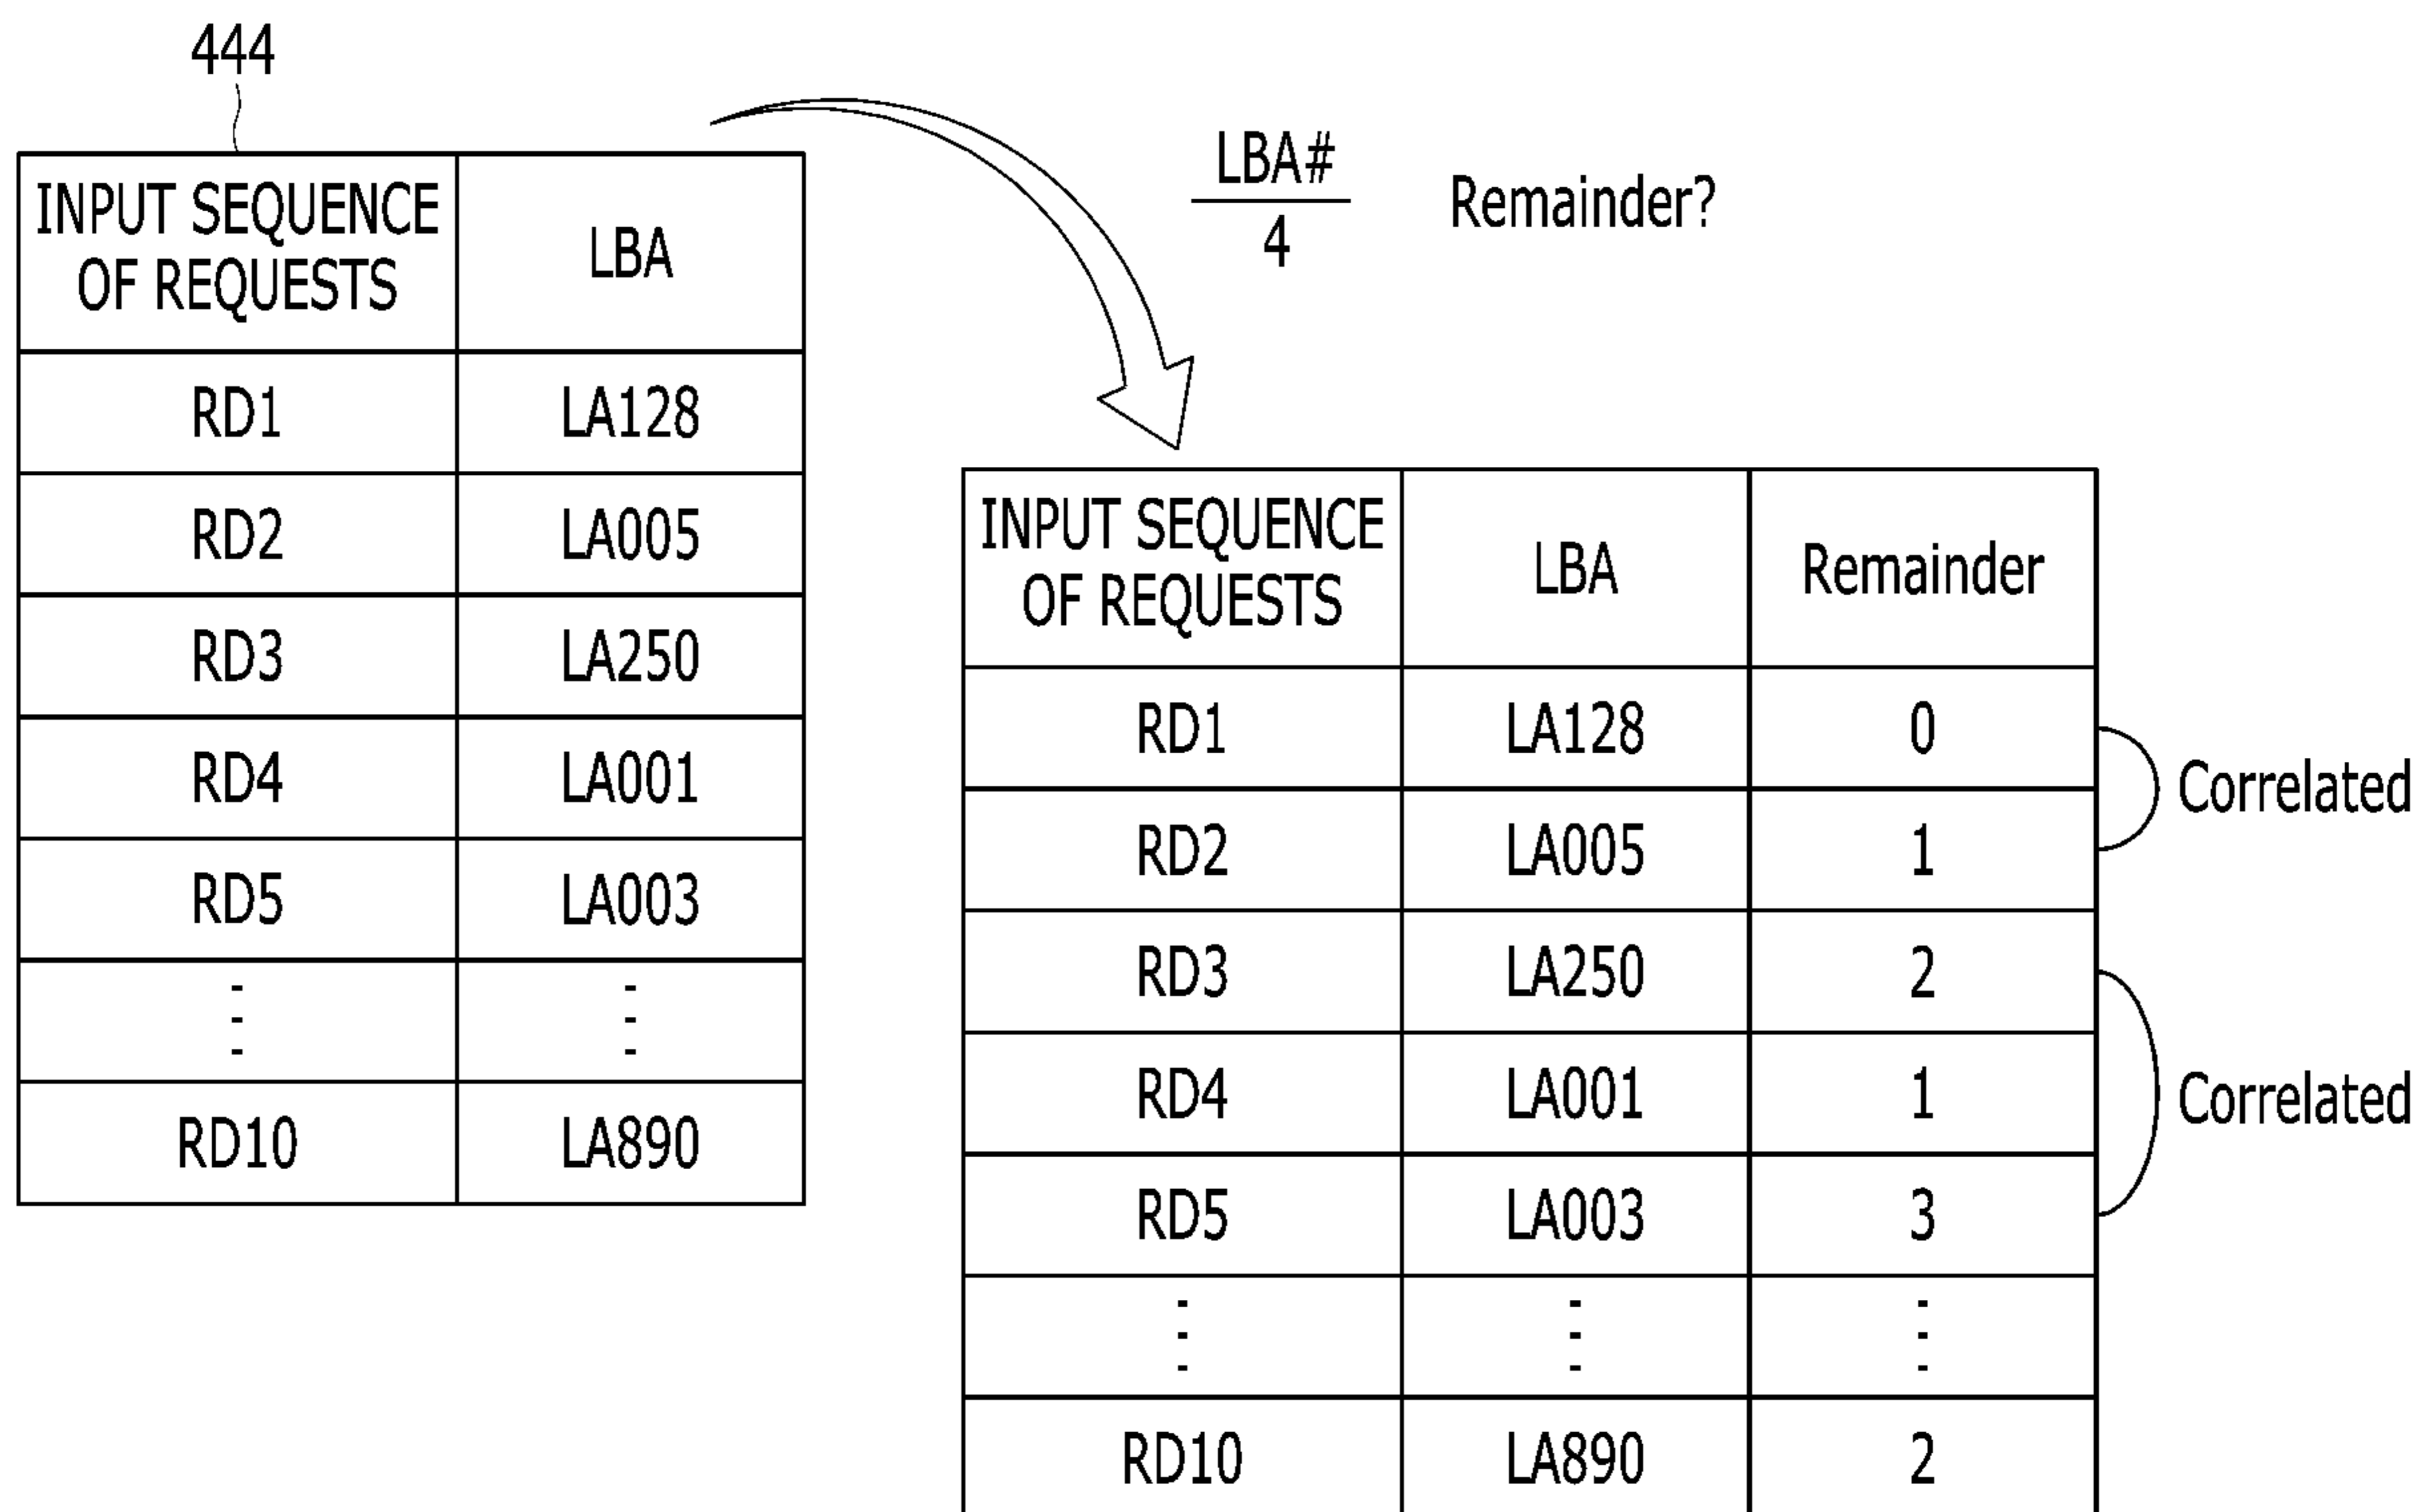 444
INPUT SEQUENCE
OF REQUESTS
LBA
RD1 LA128
RD2 LA005
RD3 LA250
RD4 LA001
RD5 LA003
RD10 LA890
LBA#
4
Remainder?
INPUT SEQUENCE
OF REQUESTS
LBA
Remainder
RD1 LA128 0
RD2 LA005 1
RD3 LA250 2
RD4 LA001 1
RD5 LA003 3
RD10 LA890 2
Correlated
Correlated